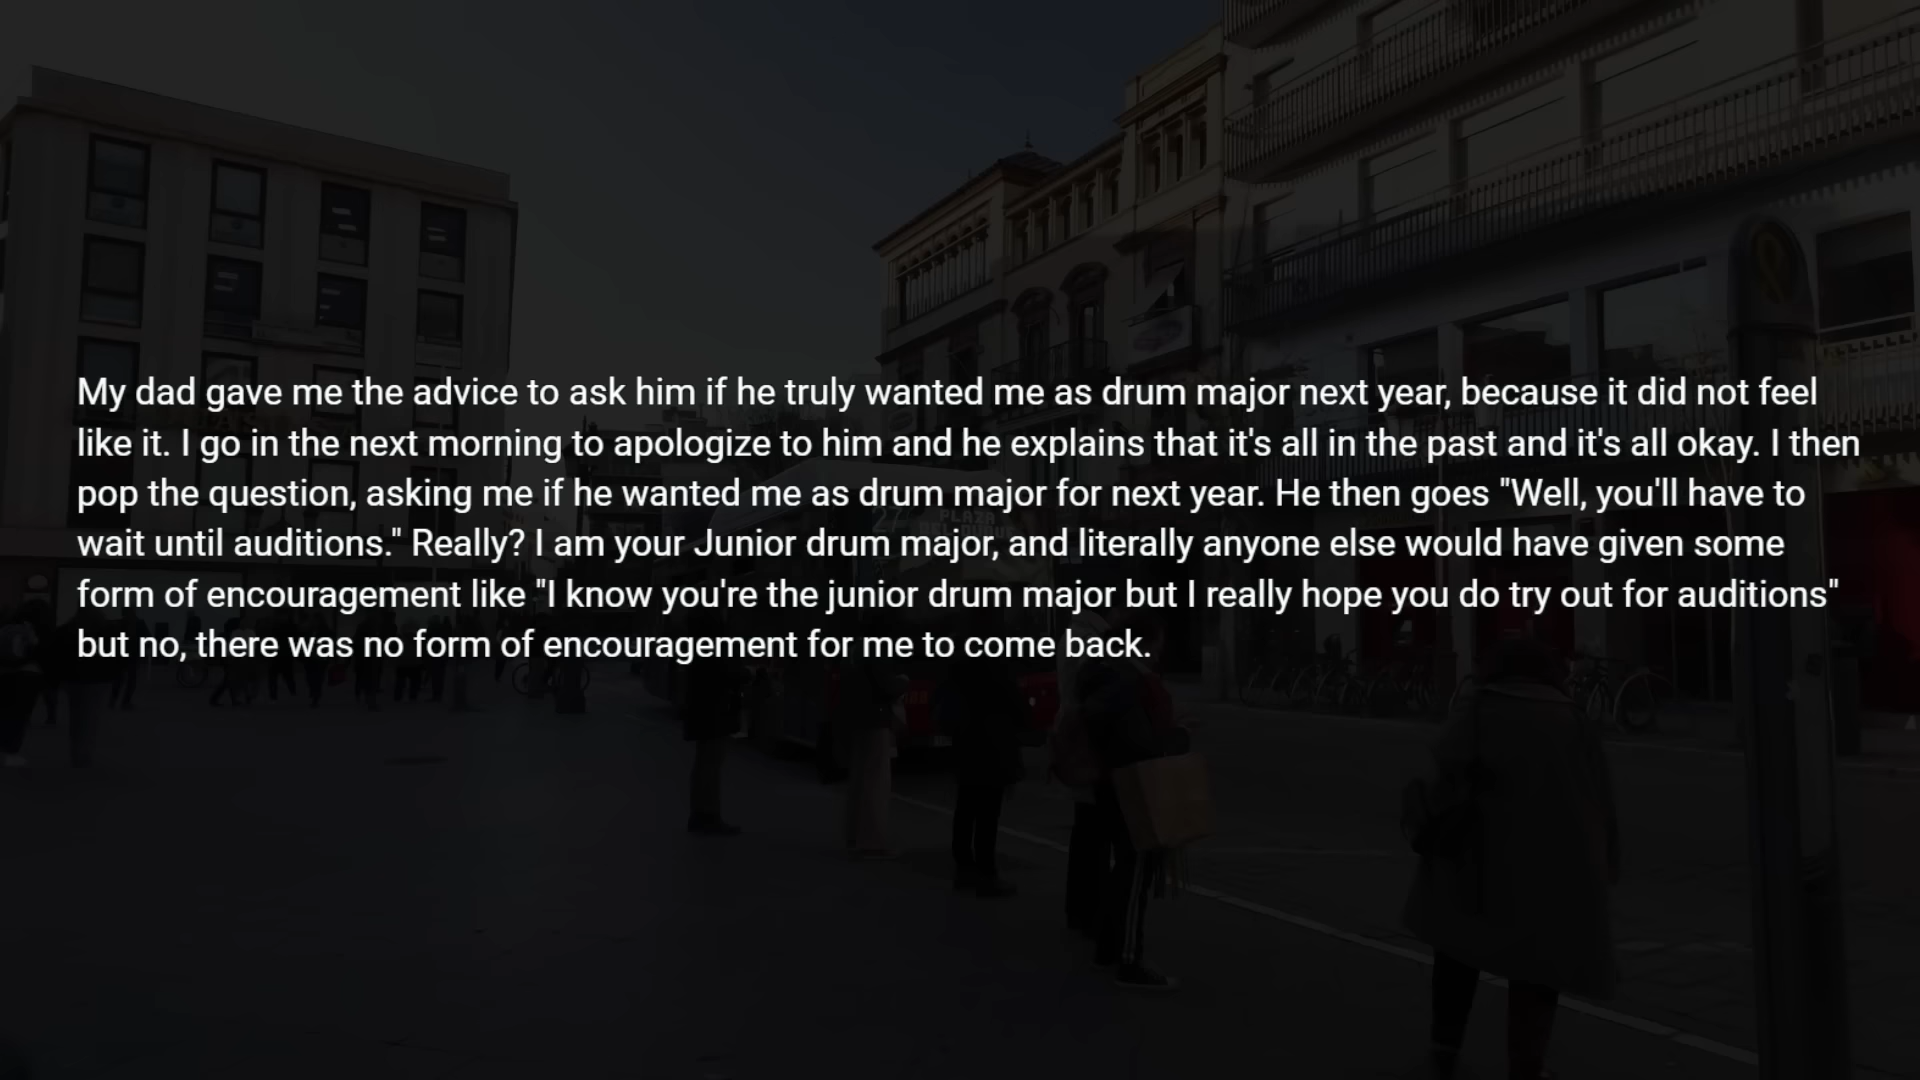 My dad gave me the advice to ask him if he truly wanted me as drum major next year, because it did not feel
like it. I go in the next morning to apologize to him and he explains that it's all in the past and it's all okay. I then
pop the question, asking me if he wanted me as drum major for next year. He then goes "Well, you'll have to
wait until auditions." Really? I am your Junior drum major, and literally anyone else would have given some
form of encouragement like "I know you're the junior drum major but I really hope you do try out for auditions"
but no, there was no form of encouragement for me to come back.